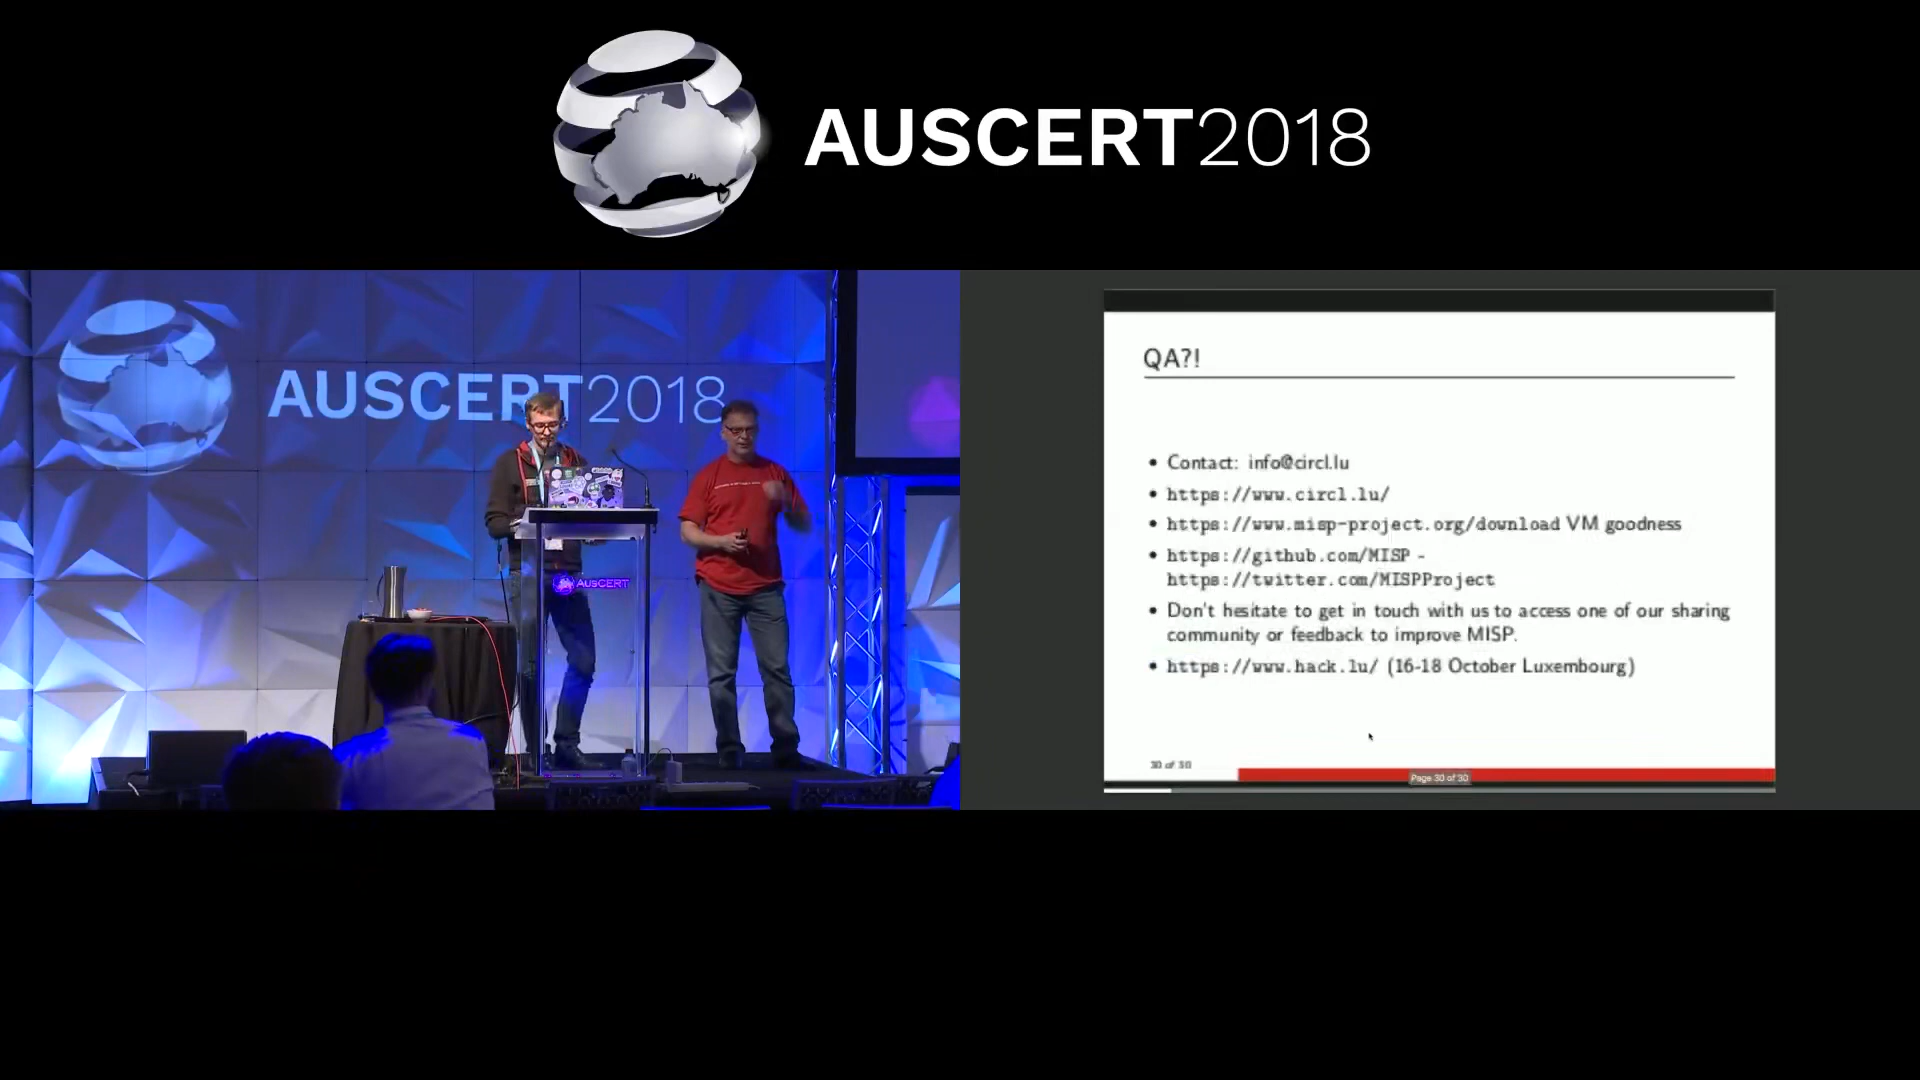 AUSCERT2018
AUSCERT2018
AUSCERT
QA?!
• Contact: info@circl.lu
• https://www.circl.lu/
• https://www.misp-project.org/download VM goodness
• https://github.com/MISP -
https://twitter.com/MISPProject
• Don't hesitate to get in touch with us to access one of our sharing
community or feedback to improve MISP.
• https://www.hack.lu/ (16-18 October Luxembourg)
30 of 30
Page 30 of 30